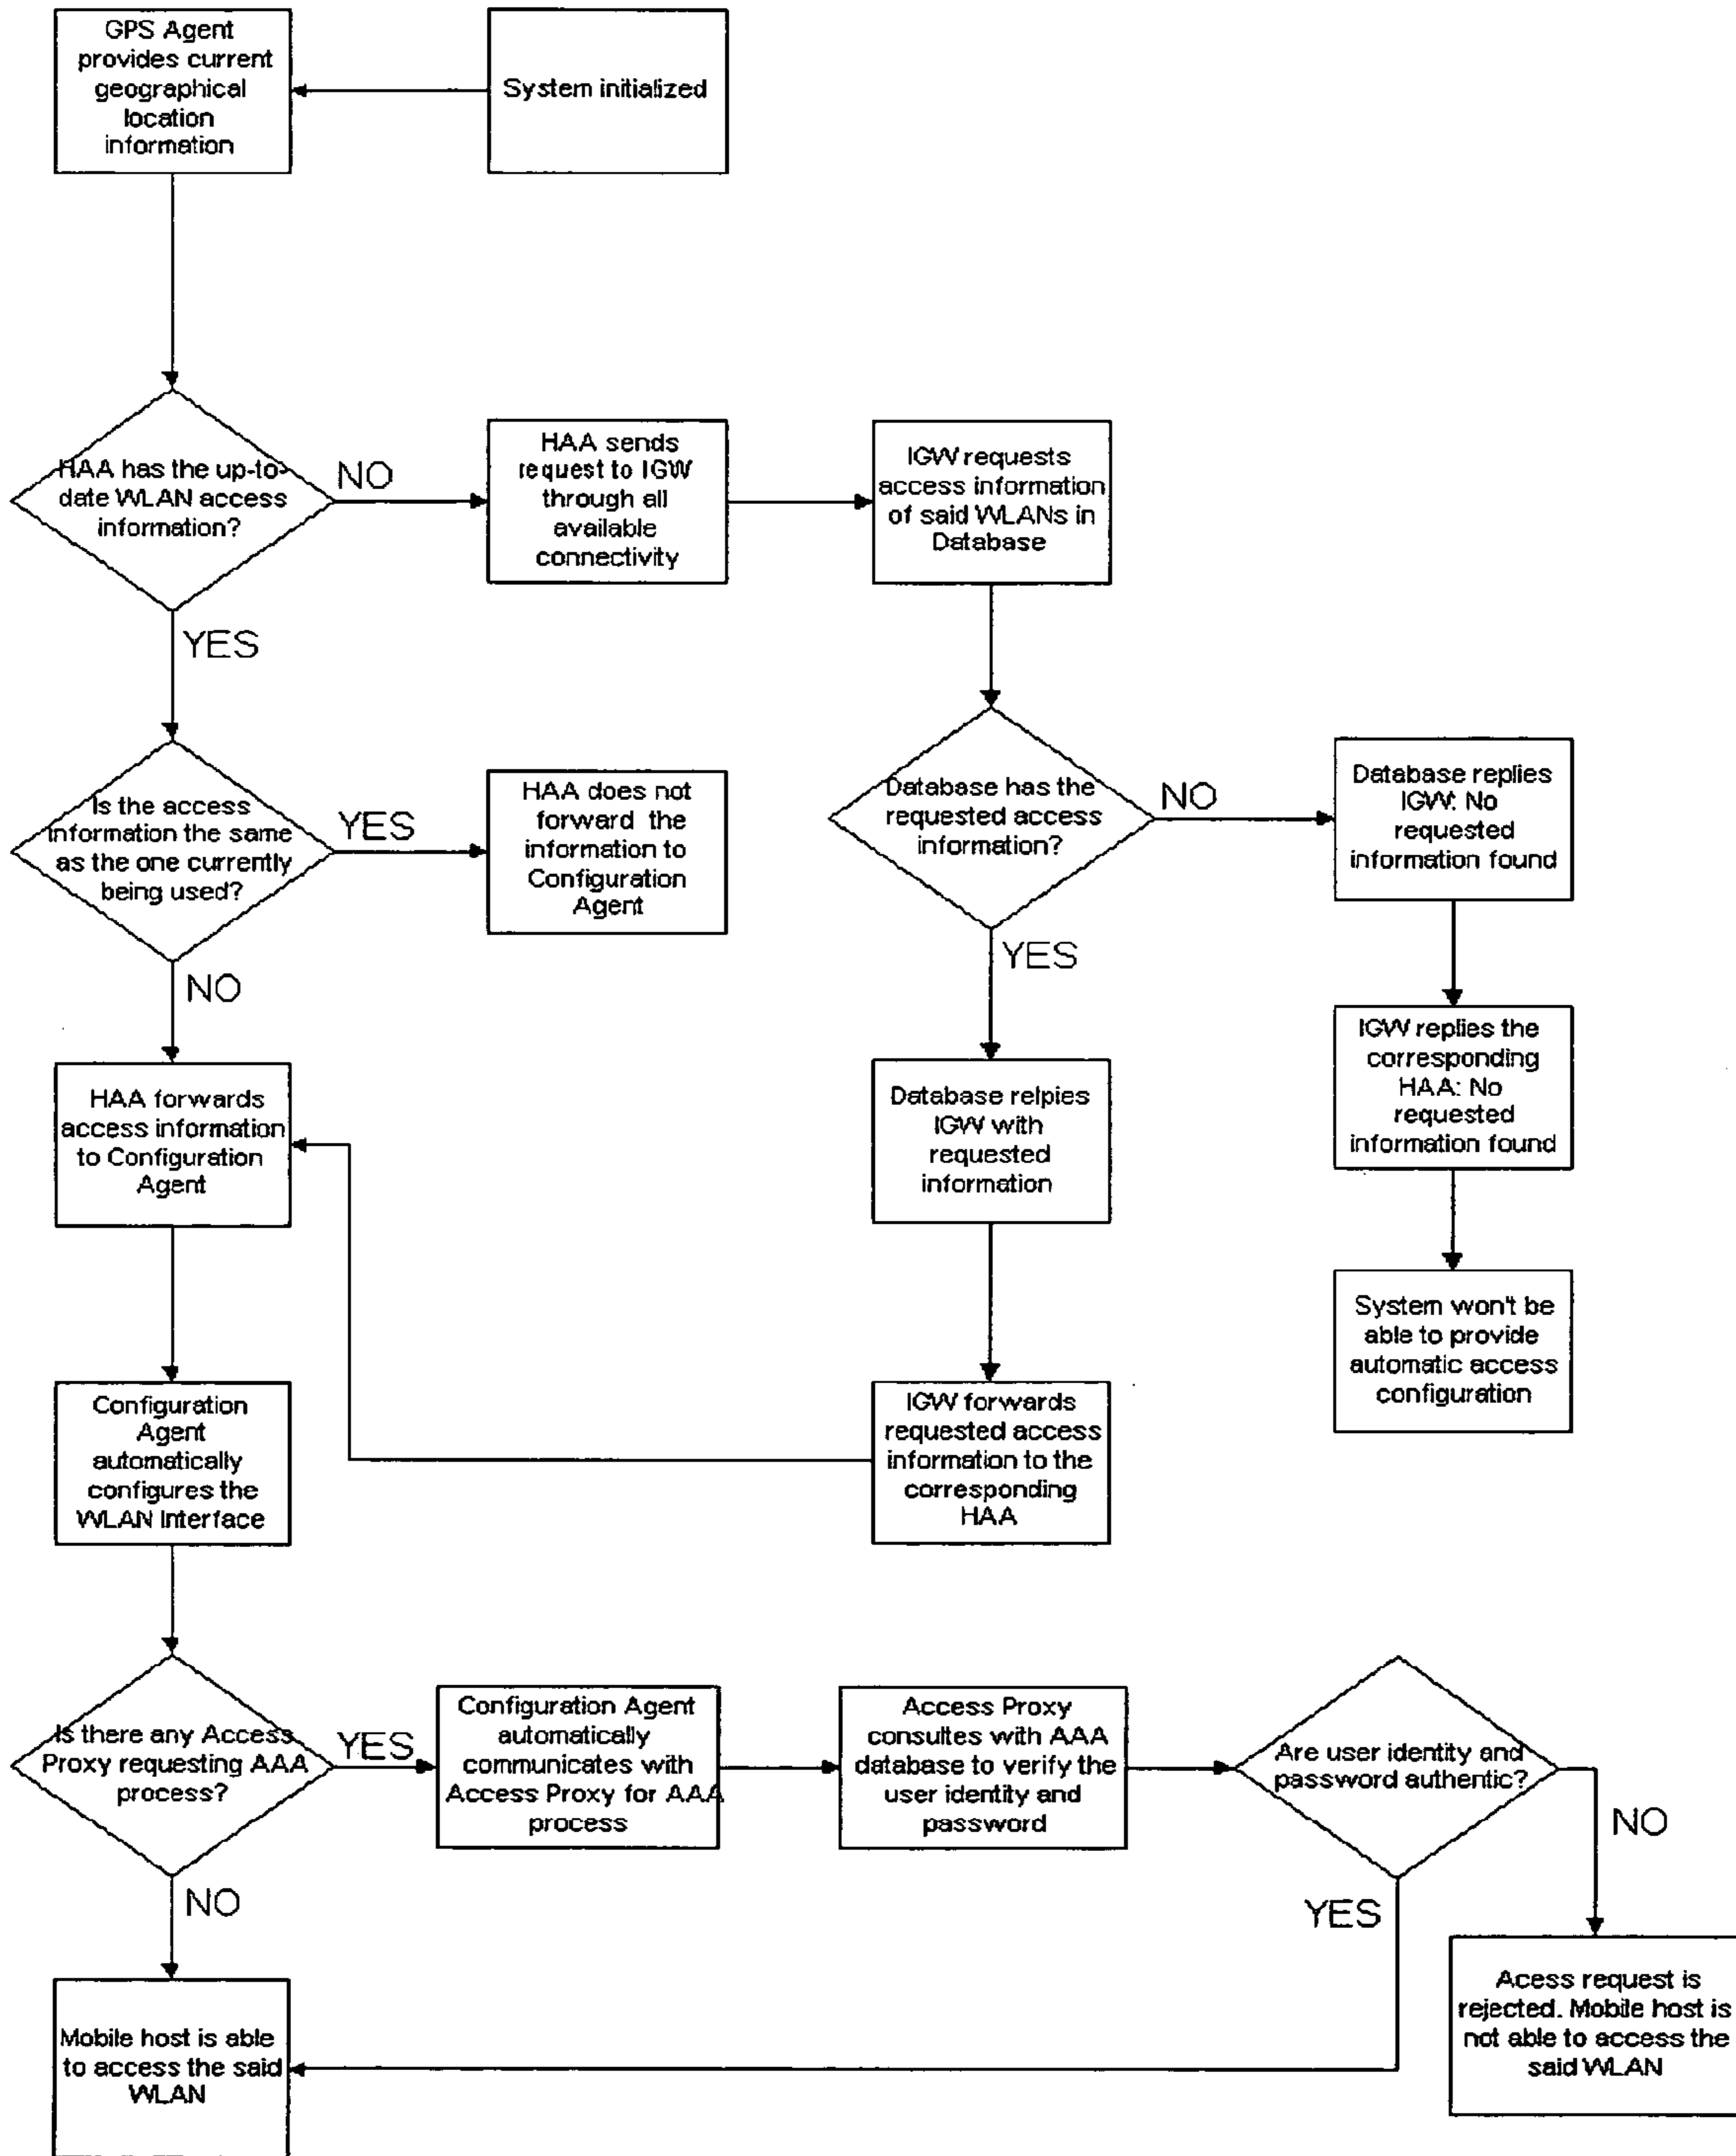 GPS Agent
provides current
geographical
location
information
System initialized
HAA has the up-to-
date WLAN access
information?
NO
HAA sends
request to IGW
through all
available
connectivity
IGW requests
access information
of said WLANs in
Database
YES
Is the access
information the same
as the one currently
being used?
YES
HAA does not
forward the
information to
Configuration
Agent
Database has the
requested access
information?
NO
Database replies
IGW: No
requested
information found
NO
YES
IGW replies the
corresponding
HAA: No
requested
information found
HAA forwards
access information
to Configuration
Agent
Database relpies
IGW with
requested
information
System won't be
able to provide
automatic access
configuration
Configuration
Agent
automatically
configures the
WLAN Interface
IGW forwards
requested access
information to the
corresponding
HAA
Is there any Access
Proxy requesting AAA
process?
YES
Configuration Agent
automatically
communicates with
Access Proxy for AAA
process
Access Proxy
consultes with AAA
database to verify the
user identity and
password
Are user identity and
password authentic?
NO
NO
YES
Mobile host is able
to access the said
WLAN
Acess request is
rejected. Mobile host is
not able to access the
said WLAN